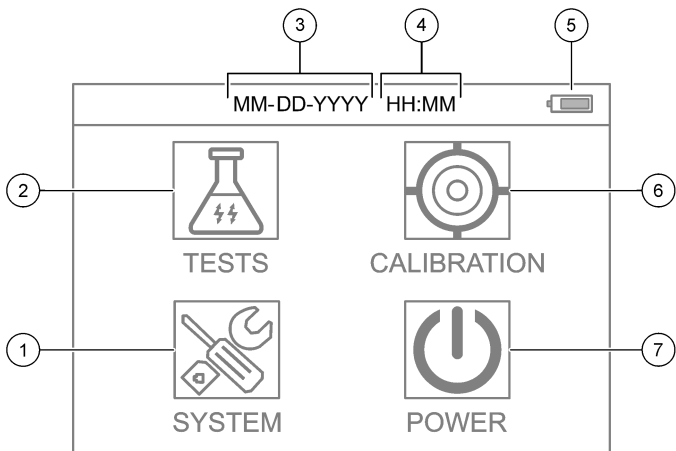 3 4 5
MM-DD-YYYY HH:MM
2 6
TESTS CALIBRATION
1 7
SYSTEM POWER